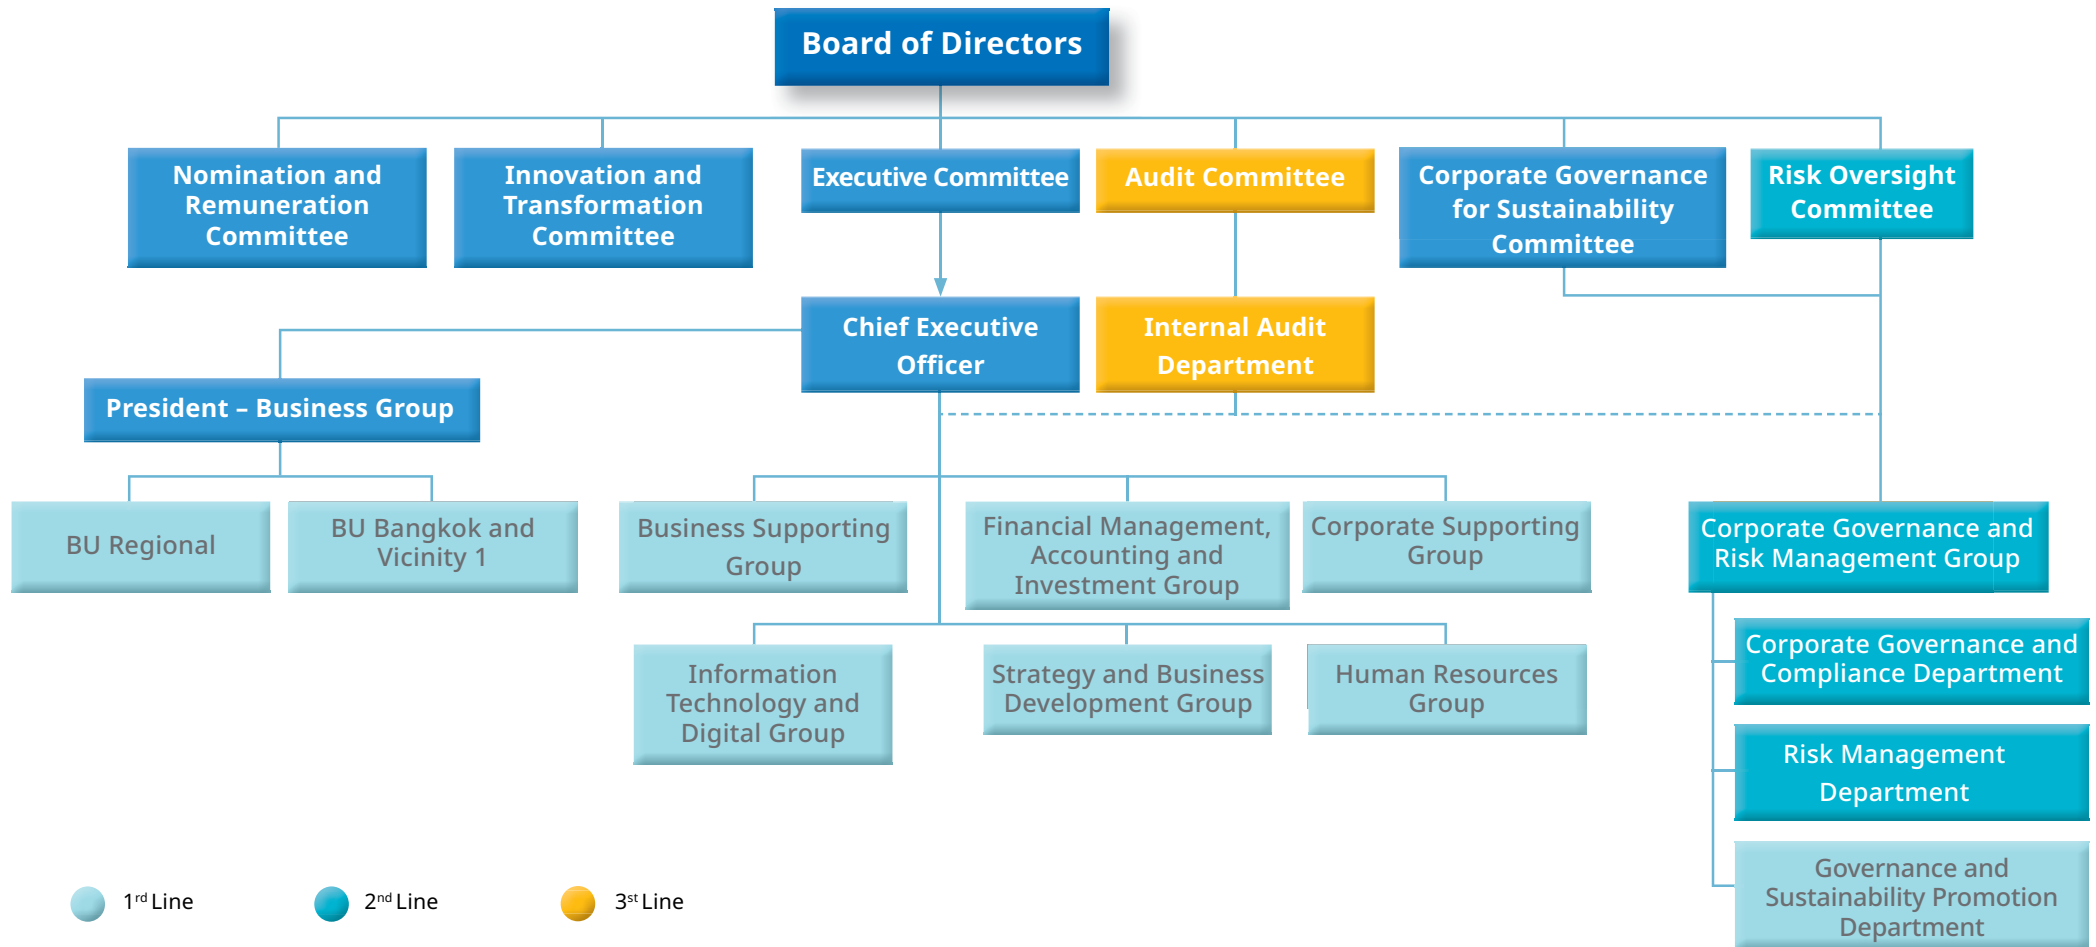 Board of Directors
Nomination and
Remuneration
Committee
Innovation and
Transformation
Committee
Executive Committee
Audit Committee
Corporate Governance
for Sustainability
Committee
Risk Oversight
Committee
Chief Executive
Officer
Internal Audit
Department
President – Business Group
BU Regional
BU Bangkok and
Vicinity 1
Business Supporting
Group
Financial Management,
Accounting and
Investment Group
Corporate Supporting
Group
Corporate Governance and
Risk Management Group
Information
Technology and
Digital Group
Strategy and Business
Development Group
Human Resources
Group
Corporate Governance and
Compliance Department
Risk Management
Department
Governance and
Sustainability Promotion
Department
1rd Line
2nd Line
3st Line